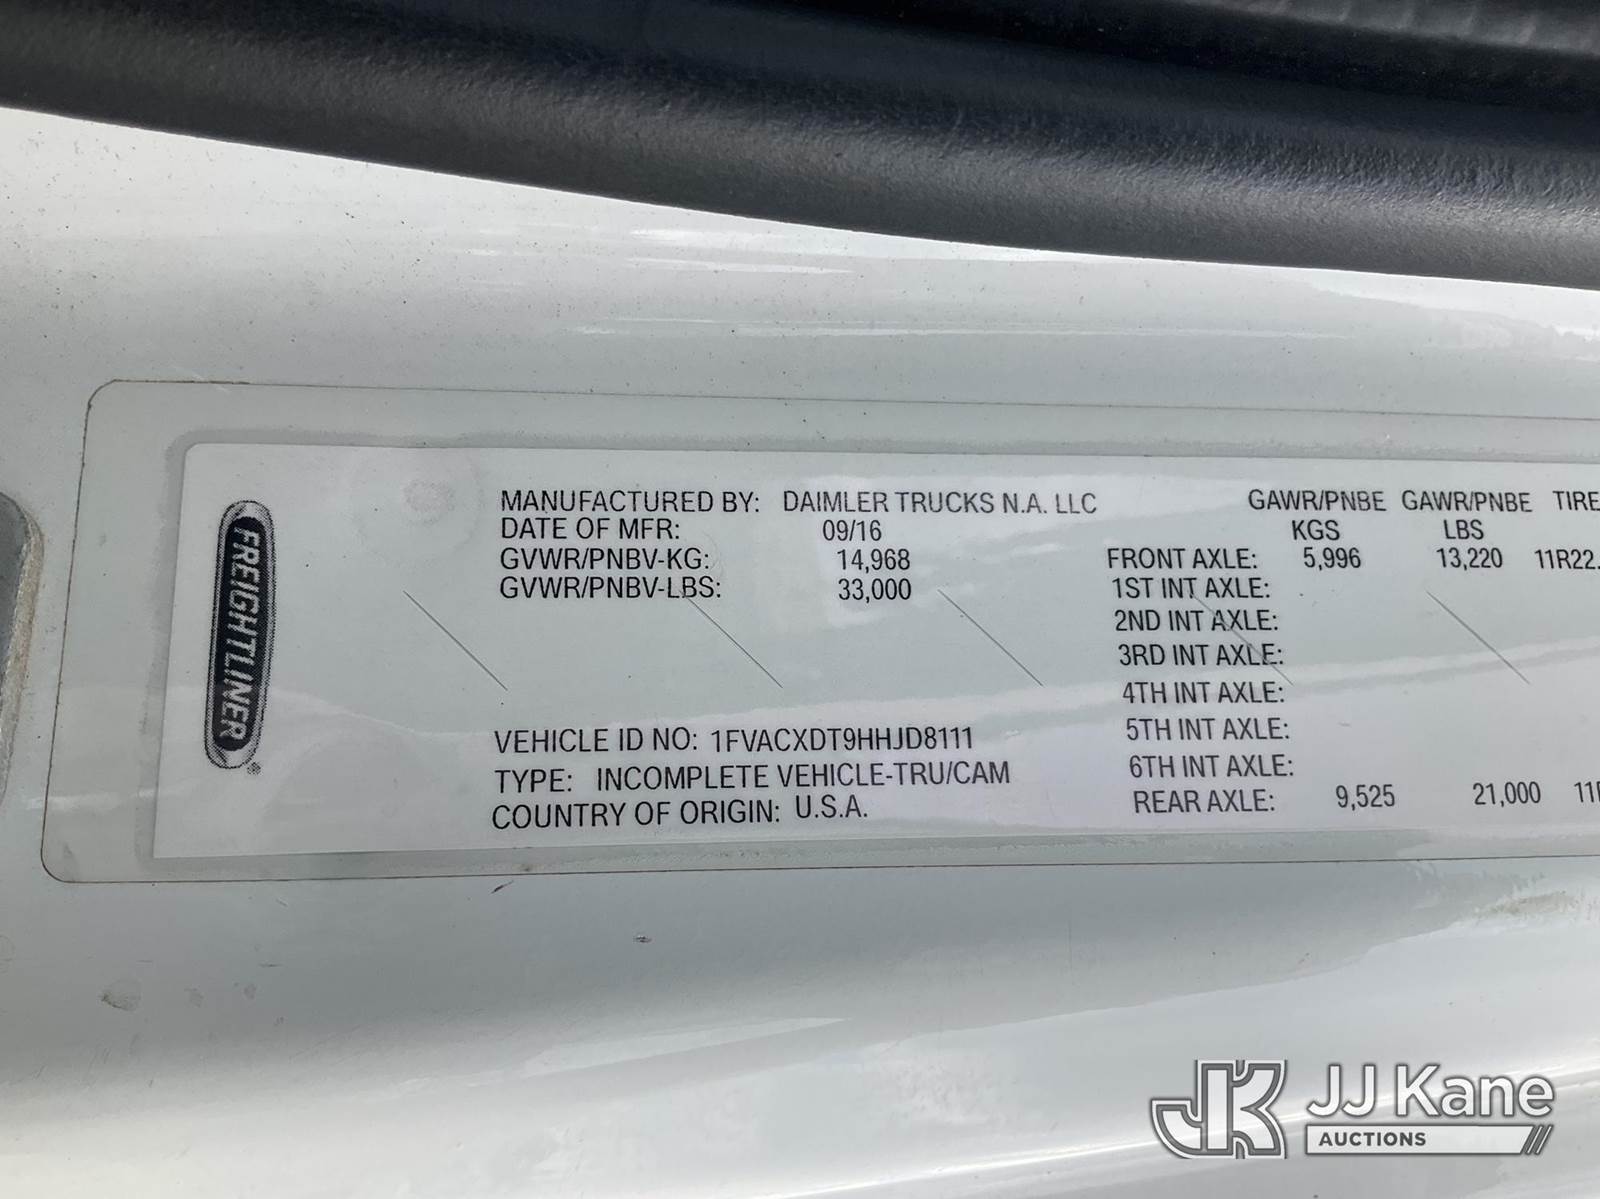 FREIGHTLINER®
MANUFACTURED BY: DAIMLER TRUCKS N.A. LLC
DATE OF MFR: 09/16
GVWR/PNBV-KG: 14,968
GVWR/PNBV-LBS: 33,000
VEHICLE ID NO: 1FVACXDT9HHJD8111
TYPE: INCOMPLETE VEHICLE-TRU/CAM
COUNTRY OF ORIGIN: U.S.A.
GAWR/PNBE GAWR/PNBE TIRE
KGS LBS
FRONT AXLE: 5,996 13,220 11R22.
1ST INT AXLE:
2ND INT AXLE:
3RD INT AXLE:
4TH INT AXLE:
5TH INT AXLE:
6TH INT AXLE:
REAR AXLE: 9,525 21,000
JK JJ Kane
AUCTIONS